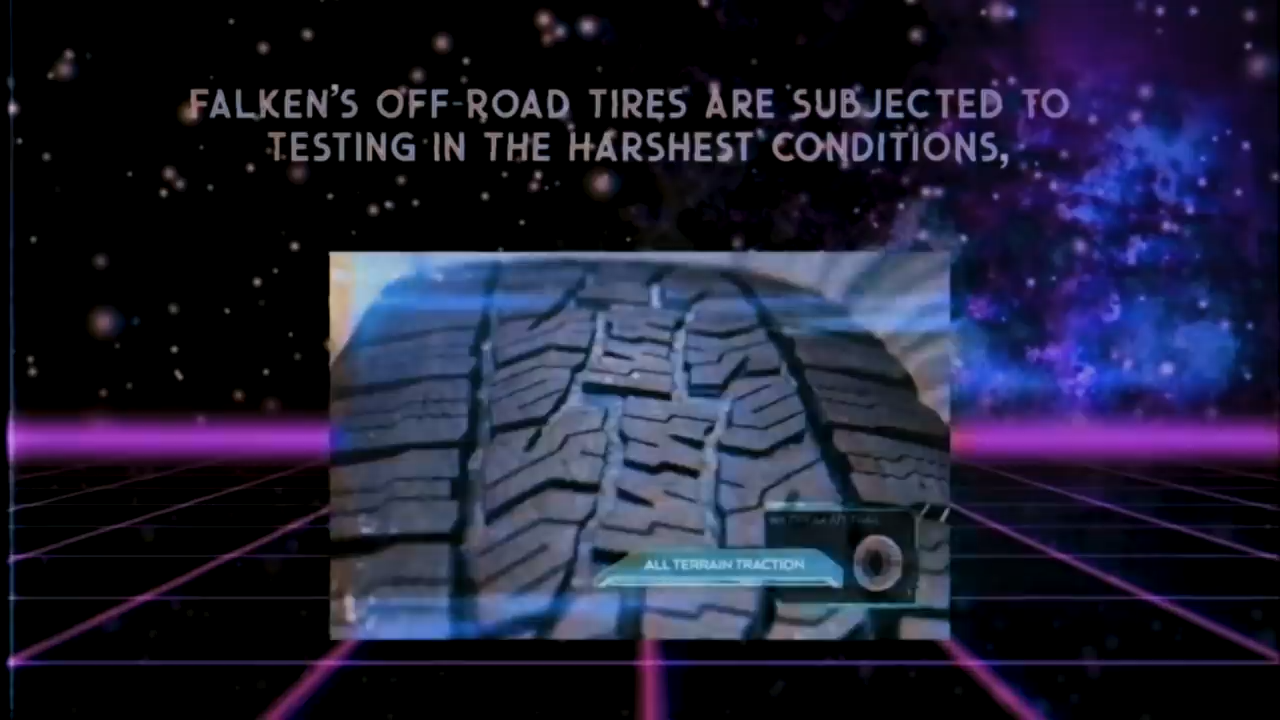 FALKEN'S OFF-ROAD TIRES ARE SUBJECTED TO
TESTING IN THE HARSHEST CONDITIONS,
ALL TERRAIN TRACTION